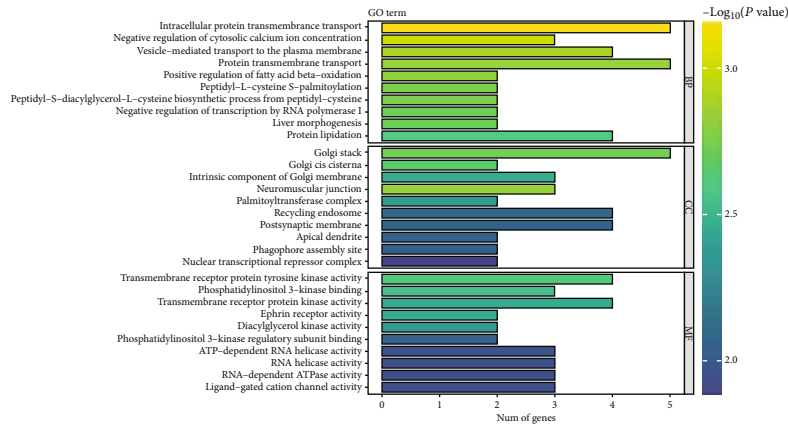 GO term
–Log10(P value)
Intracellular protein transmembrance transport
Negative regulation of cytosolic calcium ion concentration
Vesicle–mediated transport to the plasma membrane
Protein transmembrane transport
Positive regulation of fatty acid beta–oxidation
Peptidyl–L–cysteine S–palmitoylation
Peptidyl–S–diacylglycerol–L–cysteine biosynthetic process from peptidyl–cysteine
Negative regulation of transcription by RNA polymerase I
Liver morphogenesis
Protein lipidation
BP
Golgi stack
Golgi cis cisterna
Intrinsic component of Golgi membrane
Neuromuscular junction
Palmitoyltransferase complex
Recycling endosome
Postsynaptic membrane
Apical dendrite
Phagophore assembly site
Nuclear transcriptional repressor complex
CC
Transmembrane receptor protein tyrosine kinase activity
Phosphatidylinositol 3–kinase binding
Transmembrane receptor protein kinase activity
Ephrin receptor activity
Diacylglycerol kinase activity
Phosphatidylinositol 3–kinase regulatory subunit binding
ATP–dependent RNA helicase activity
RNA helicase activity
RNA–dependent ATPase activity
Ligand–gated cation channel activity
MF
0 1 2 3 4 5
Num of genes
3.0
2.5
2.0